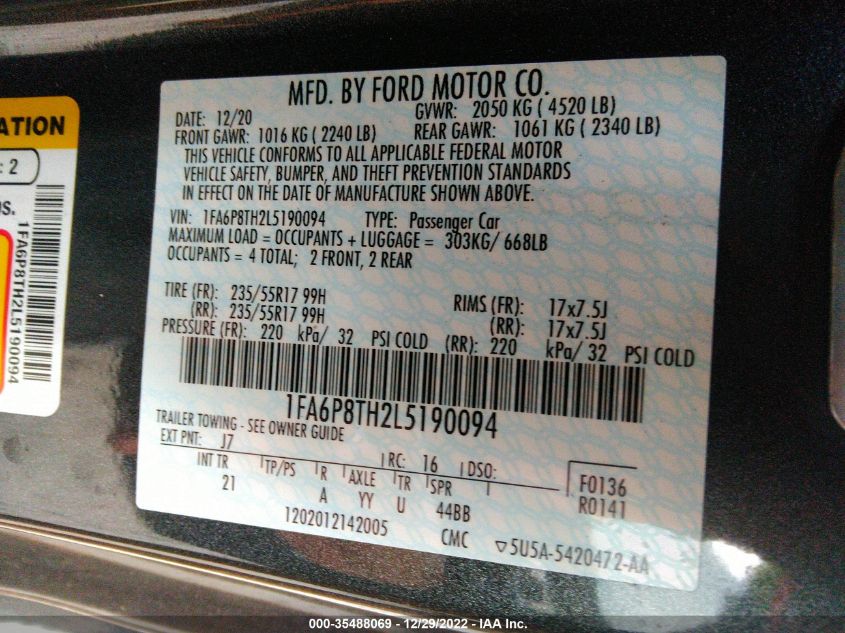 MFD. BY FORD MOTOR CO.
DATE: 12/20 GVWR: 2050 KG ( 4520 LB)
FRONT GAWR: 1016 KG ( 2240 LB) REAR GAWR: 1061 KG ( 2340 LB)
THIS VEHICLE CONFORMS TO ALL APPLICABLE FEDERAL MOTOR
VEHICLE SAFETY, BUMPER, AND THEFT PREVENTION STANDARDS
IN EFFECT ON THE DATE OF MANUFACTURE SHOWN ABOVE.
VIN: 1FA6P8TH2L5190094 TYPE: Passenger Car
MAXIMUM LOAD = OCCUPANTS + LUGGAGE = 303KG/ 668LB
OCCUPANTS = 4 TOTAL; 2 FRONT, 2 REAR
TIRE (FR): 235/55R17 99H RIMS (FR): 17x7.5J
(RR): 235/55R17 99H (RR): 17x7.5J
PRESSURE (FR): 220 kPa/ 32 PSI COLD (RR): 220 kPa/ 32 PSI COLD
1FA6P8TH2L5190094
TRAILER TOWING - SEE OWNER GUIDE
EXT PNT: J7 RC: 16 DSO: F0136
INT TR TP/PS R AXLE TR SPR R0141
21 A YY U 44BB
1202012142005 CMC ▽5U5A-5420472-AA
ATION
: 2
NS.
1FA6P8TH2L5190094
000-35488069 - 12/29/2022 - IAA Inc.